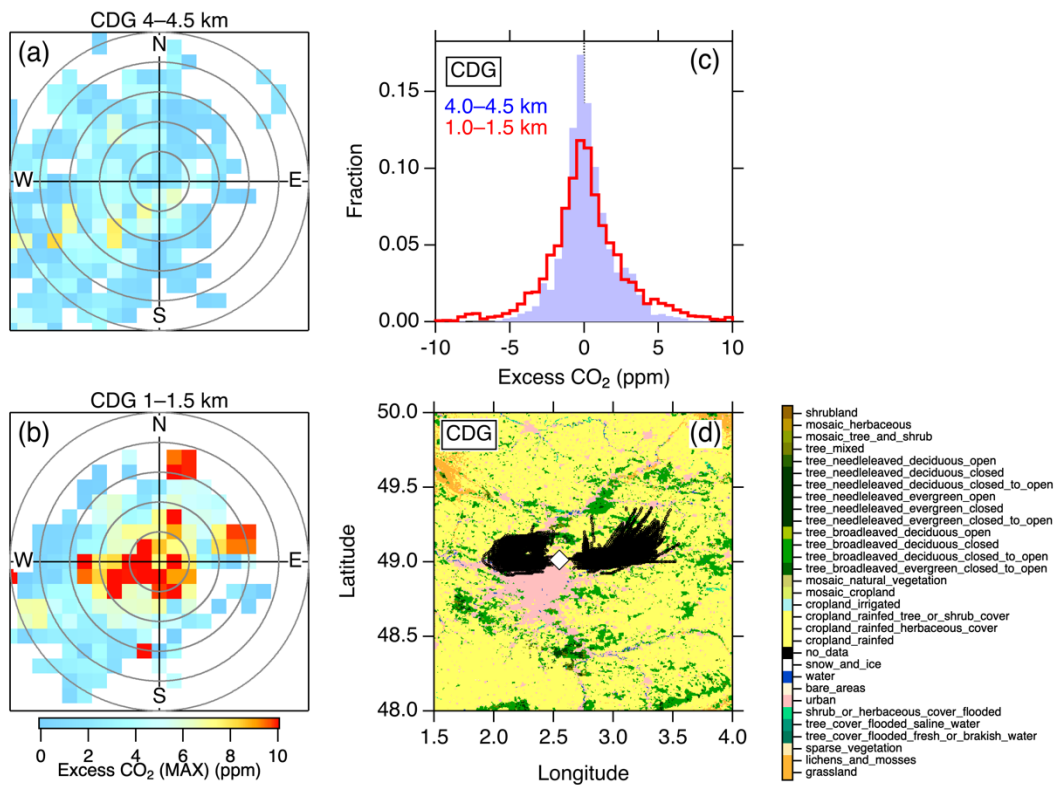 CDG 4–4.5 km
(a)
N
W
E
S
CDG 1–1.5 km
(b)
N
W
E
S
0 2 4 6 8 10
Excess CO₂ (MAX) (ppm)
(c)
CDG
4.0–4.5 km
1.0–1.5 km
0.15
0.10
0.05
0.00
Fraction
-10 -5 0 5 10
Excess CO₂ (ppm)
(d)
CDG
50.0
49.5
49.0
48.5
48.0
Latitude
1.5 2.0 2.5 3.0 3.5 4.0
Longitude
shrubland
mosaic_herbaceous
mosaic_tree_and_shrub
tree_mixed
tree_needleleaved_deciduous_open
tree_needleleaved_deciduous_closed
tree_needleleaved_deciduous_closed_to_open
tree_needleleaved_evergreen_open
tree_needleleaved_evergreen_closed
tree_needleleaved_evergreen_closed_to_open
tree_broadleaved_deciduous_open
tree_broadleaved_deciduous_closed
tree_broadleaved_deciduous_closed_to_open
tree_broadleaved_evergreen_closed_to_open
mosaic_natural_vegetation
mosaic_cropland
cropland_irrigated
cropland_rainfed_tree_or_shrub_cover
cropland_rainfed_herbaceous_cover
cropland_rainfed
no_data
snow_and_ice
water
bare_areas
urban
shrub_or_herbaceous_cover_flooded
tree_cover_flooded_saline_water
tree_cover_flooded_fresh_or_brakish_water
sparse_vegetation
lichens_and_mosses
grassland